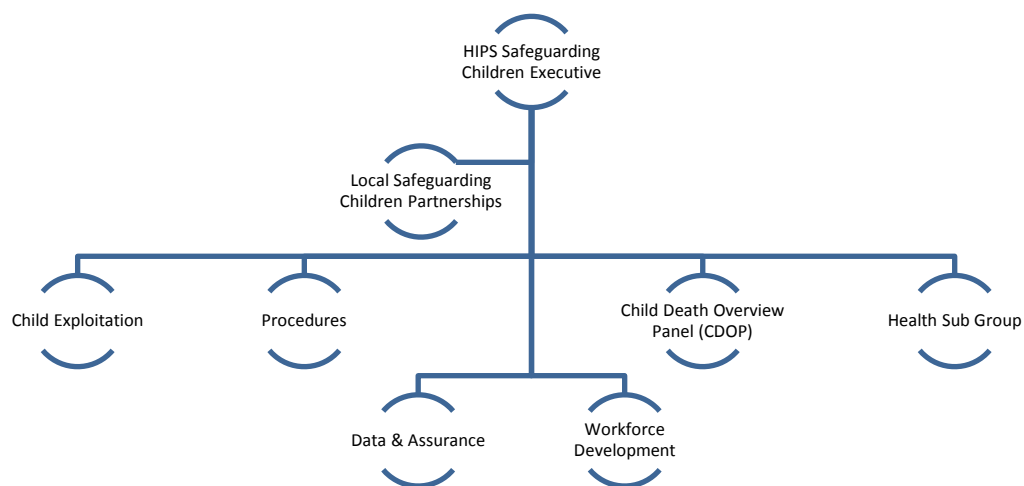 HIPS Safeguarding
Children Executive
Local Safeguarding
Children Partnerships
Child Exploitation
Procedures
Child Death Overview
Panel (CDOP)
Health Sub Group
Data & Assurance
Workforce
Development